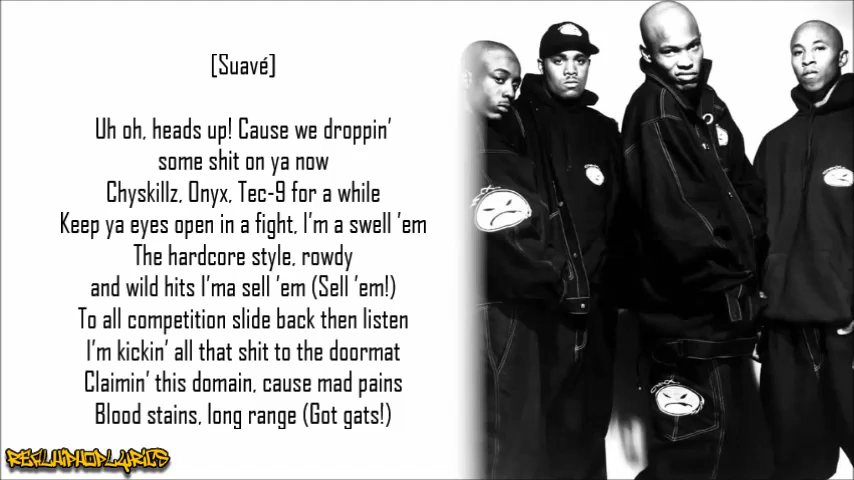 [Suavé]
Uh oh, heads up! Cause we droppin'
some shit on ya now
Chyskillz, Onyx, Tec-9 for a while
Keep ya eyes open in a fight, I'm a swell 'em
The hardcore style, rowdy
and wild hits I'ma sell 'em (Sell 'em!)
To all competition slide back then listen
I'm kickin' all that shit to the doormat
Claimin' this domain, cause mad pains
Blood stains, long range (Got gats!)
REALHIPHOPLYRICS